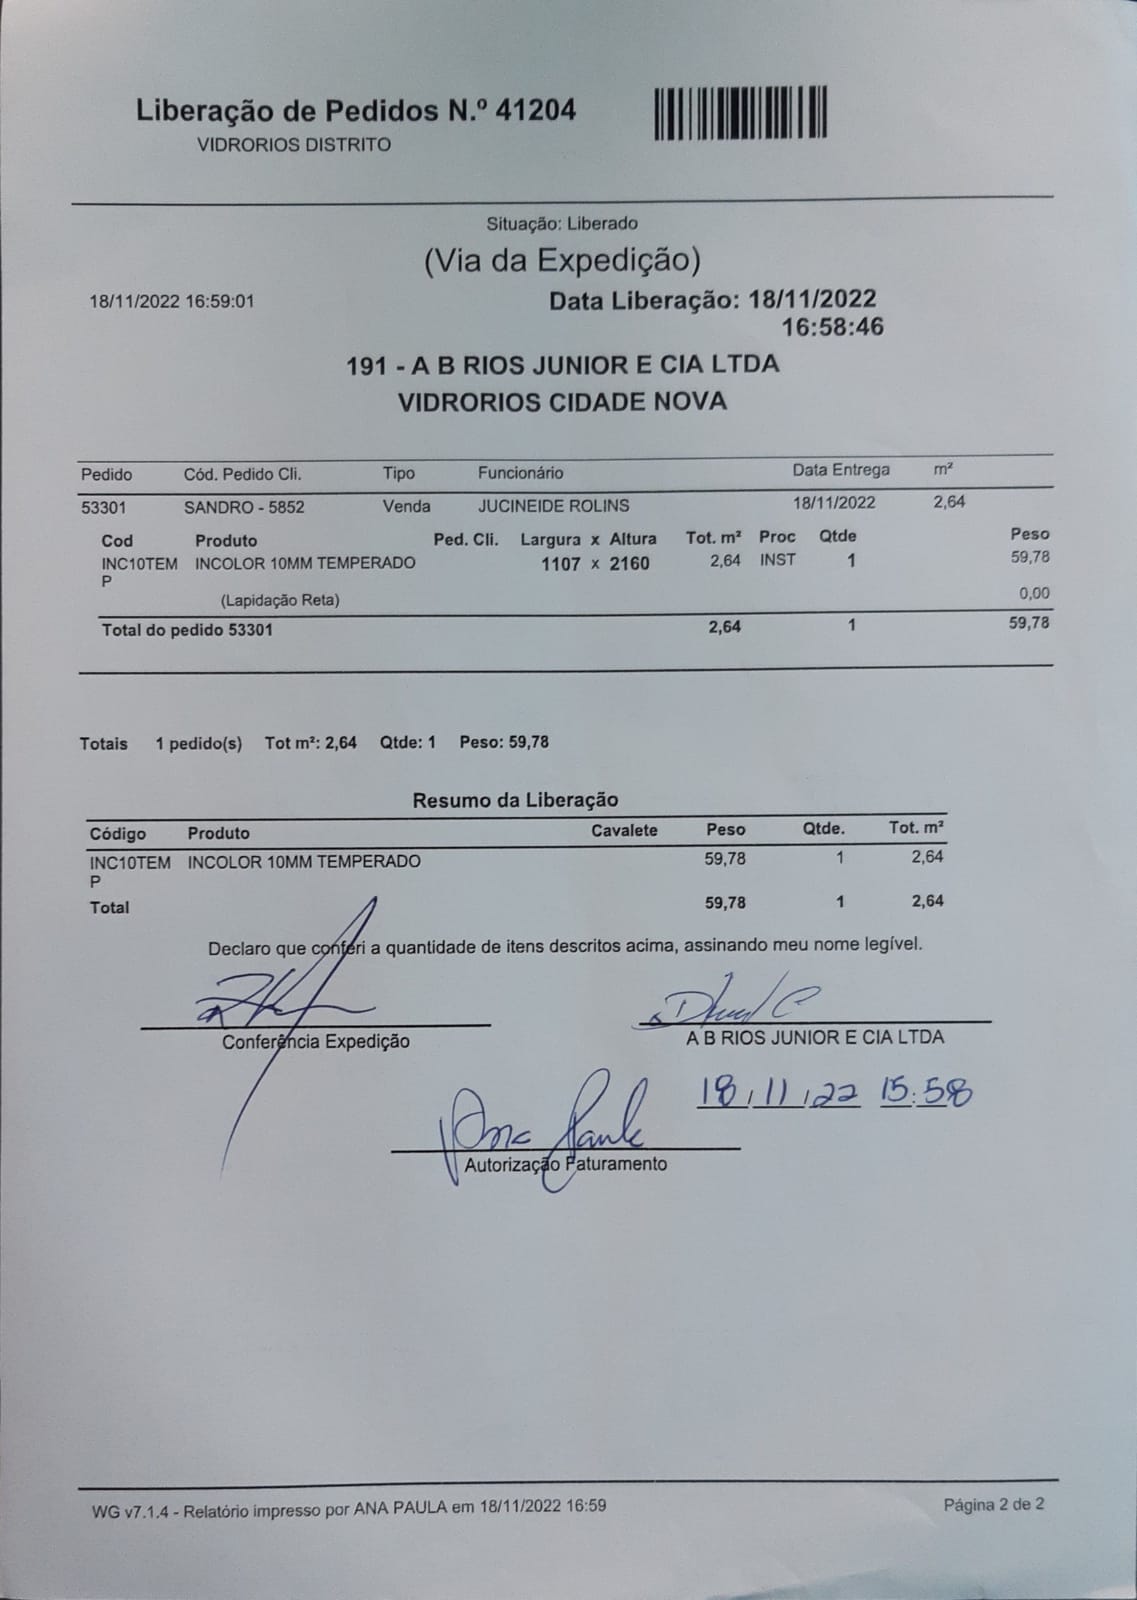 Liberação de Pedidos N.º 41204
VIDRORIOS DISTRITO
Situação: Liberado
(Via da Expedição)
18/11/2022 16:59:01 Data Liberação: 18/11/2022
16:58:46
191 - A B RIOS JUNIOR E CIA LTDA
VIDRORIOS CIDADE NOVA
Pedido Cód. Pedido Cli. Tipo Funcionário Data Entrega m²
53301 SANDRO - 5852 Venda JUCINEIDE ROLINS 18/11/2022 2,64
Cod Produto Ped. Cli. Largura x Altura Tot. m² Proc Qtde Peso
INC10TEM INCOLOR 10MM TEMPERADO 1107 x 2160 2,64 INST 1 59,78
P
(Lapidação Reta) 0,00
Total do pedido 53301 2,64 1 59,78
Totais 1 pedido(s) Tot m²: 2,64 Qtde: 1 Peso: 59,78
Resumo da Liberação
Código Produto Cavalete Peso Qtde. Tot. m²
INC10TEM INCOLOR 10MM TEMPERADO 59,78 1 2,64
P
Total 59,78 1 2,64
Declaro que conferi a quantidade de itens descritos acima, assinando meu nome legível.
Conferência Expedição A B RIOS JUNIOR E CIA LTDA
18/11/22 15:58
Ana Paula
Autorização Faturamento
WG v7.1.4 - Relatório impresso por ANA PAULA em 18/11/2022 16:59 Página 2 de 2